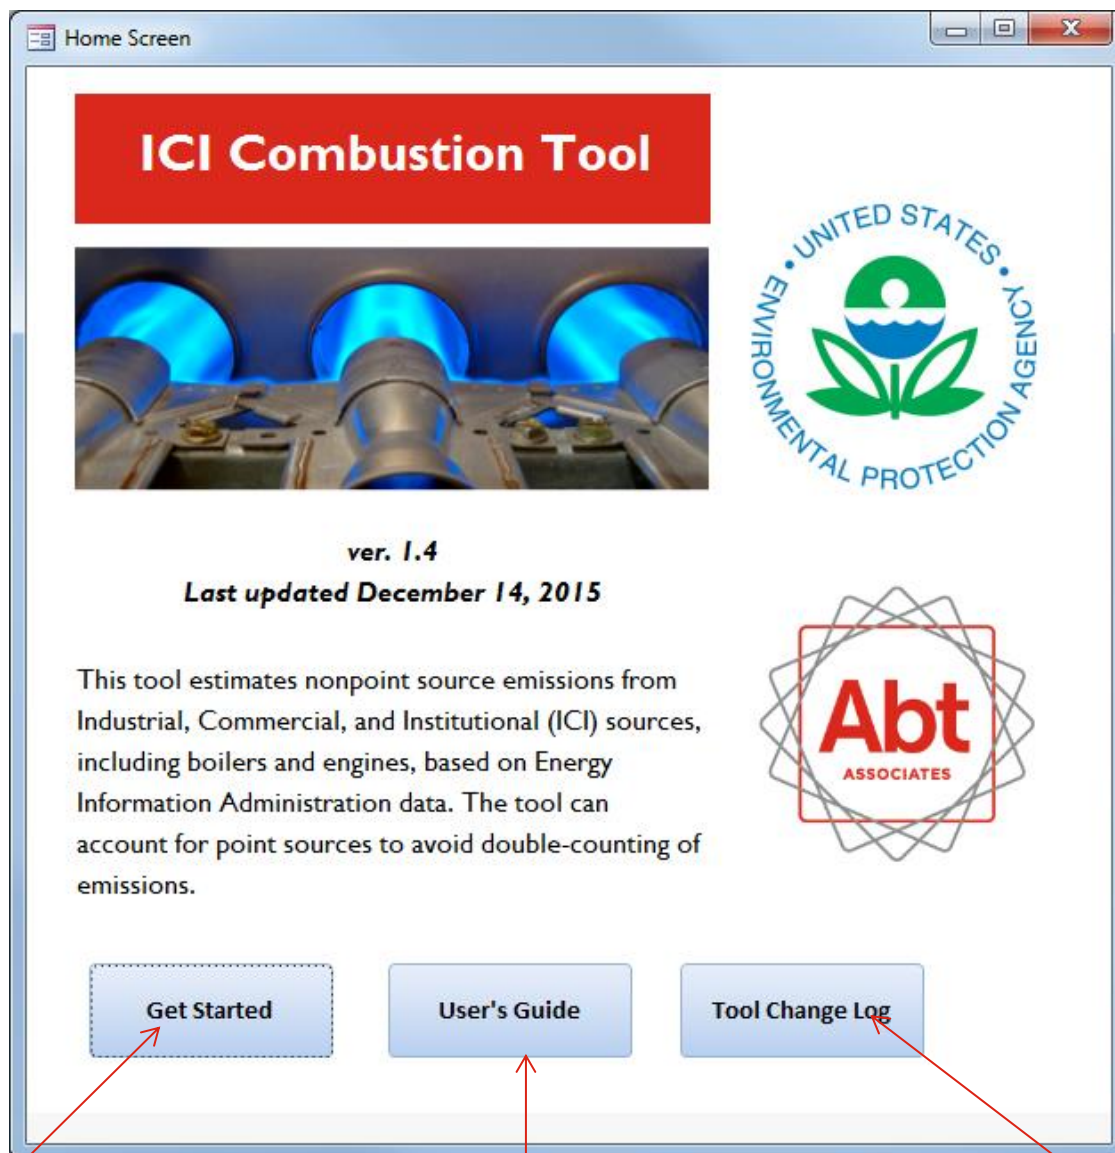 Home Screen
ICI Combustion Tool
UNITED STATES • ENVIRONMENTAL PROTECTION AGENCY •
ver. 1.4
Last updated December 14, 2015
Abt
ASSOCIATES
This tool estimates nonpoint source emissions from
Industrial, Commercial, and Institutional (ICI) sources,
including boilers and engines, based on Energy
Information Administration data. The tool can
account for point sources to avoid double-counting of
emissions.
Get Started
User's Guide
Tool Change Log